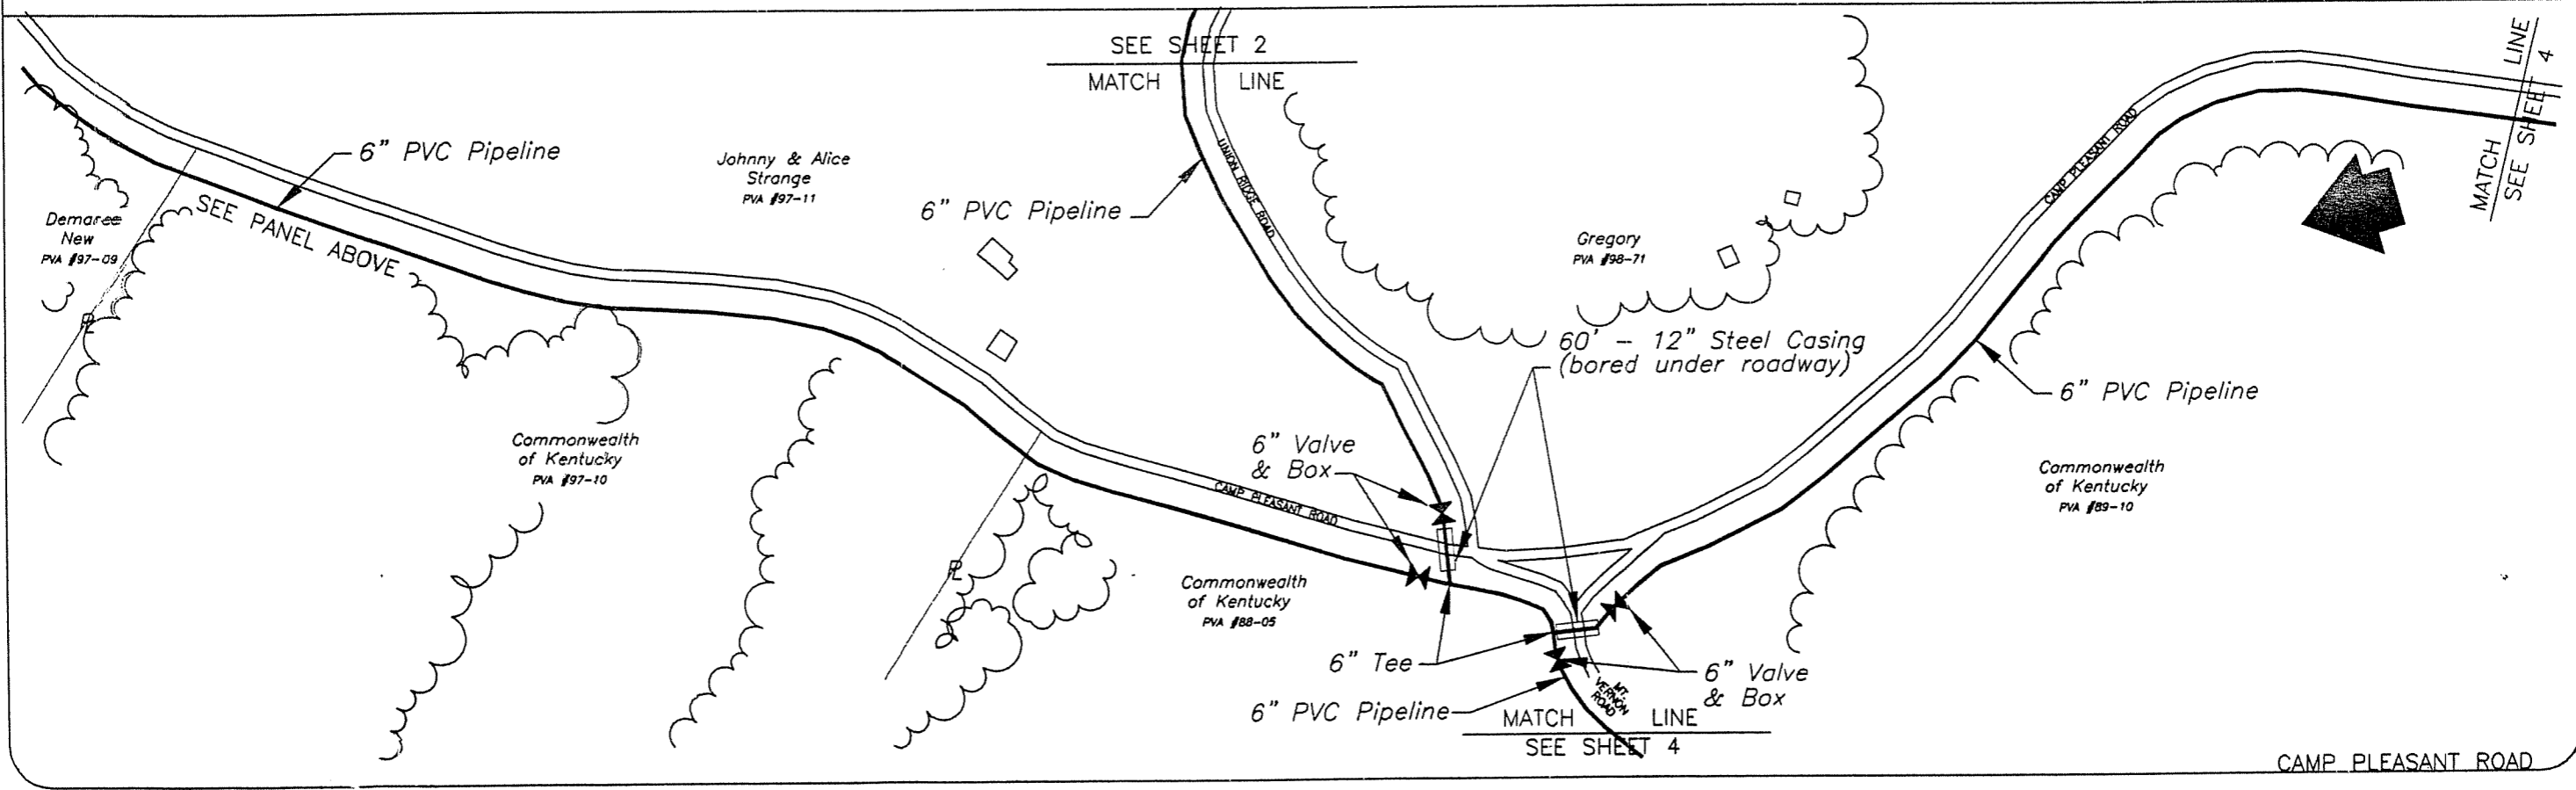 SEE SHEET 2
MATCH LINE
MATCH LINE
SEE SHEET 4
6" PVC Pipeline
Johnny & Alice
Strange
PVA #97-11
6" PVC Pipeline
UNION RIDGE ROAD
CAMP PLEASANT ROAD
Demaree
New
PVA #97-09
SEE PANEL ABOVE
Gregory
PVA #98-71
60' - 12" Steel Casing
(bored under roadway)
6" PVC Pipeline
Commonwealth
of Kentucky
PVA #97-10
6" Valve
& Box
CAMP PLEASANT ROAD
Commonwealth
of Kentucky
PVA #89-10
PL
PL
Commonwealth
of Kentucky
PVA #88-05
6" Tee
6" Valve
& Box
MT.
VERNON
ROAD
6" PVC Pipeline
MATCH LINE
SEE SHEET 4
CAMP PLEASANT ROAD